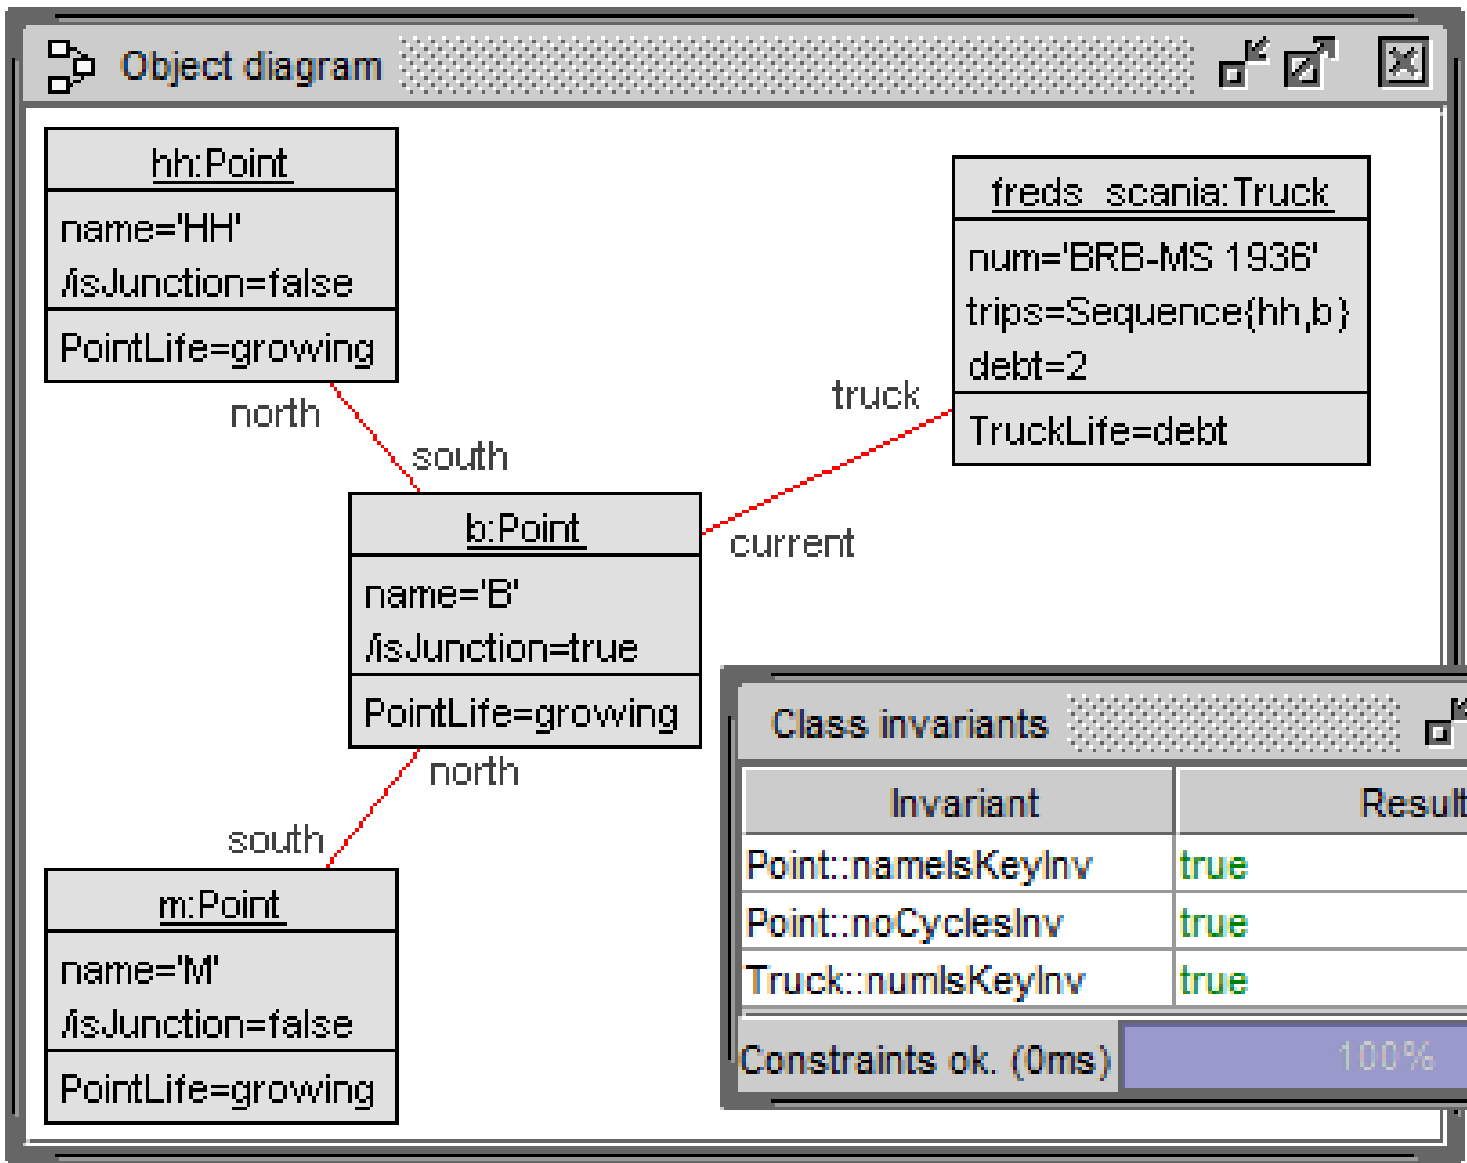 Object diagram
hh:Point
name='HH'
/isJunction=false
PointLife=growing
freds_scania:Truck
num='BRB-MS 1936'
trips=Sequence{hh,b}
debt=2
TruckLife=debt
north
truck
south
current
b:Point
name='B'
/isJunction=true
PointLife=growing
north
south
m:Point
name='M'
/isJunction=false
PointLife=growing
Class invariants
Invariant Result
Point::nameIsKeyInv true
Point::noCyclesInv true
Truck::numIsKeyInv true
Constraints ok. (0ms) 100%